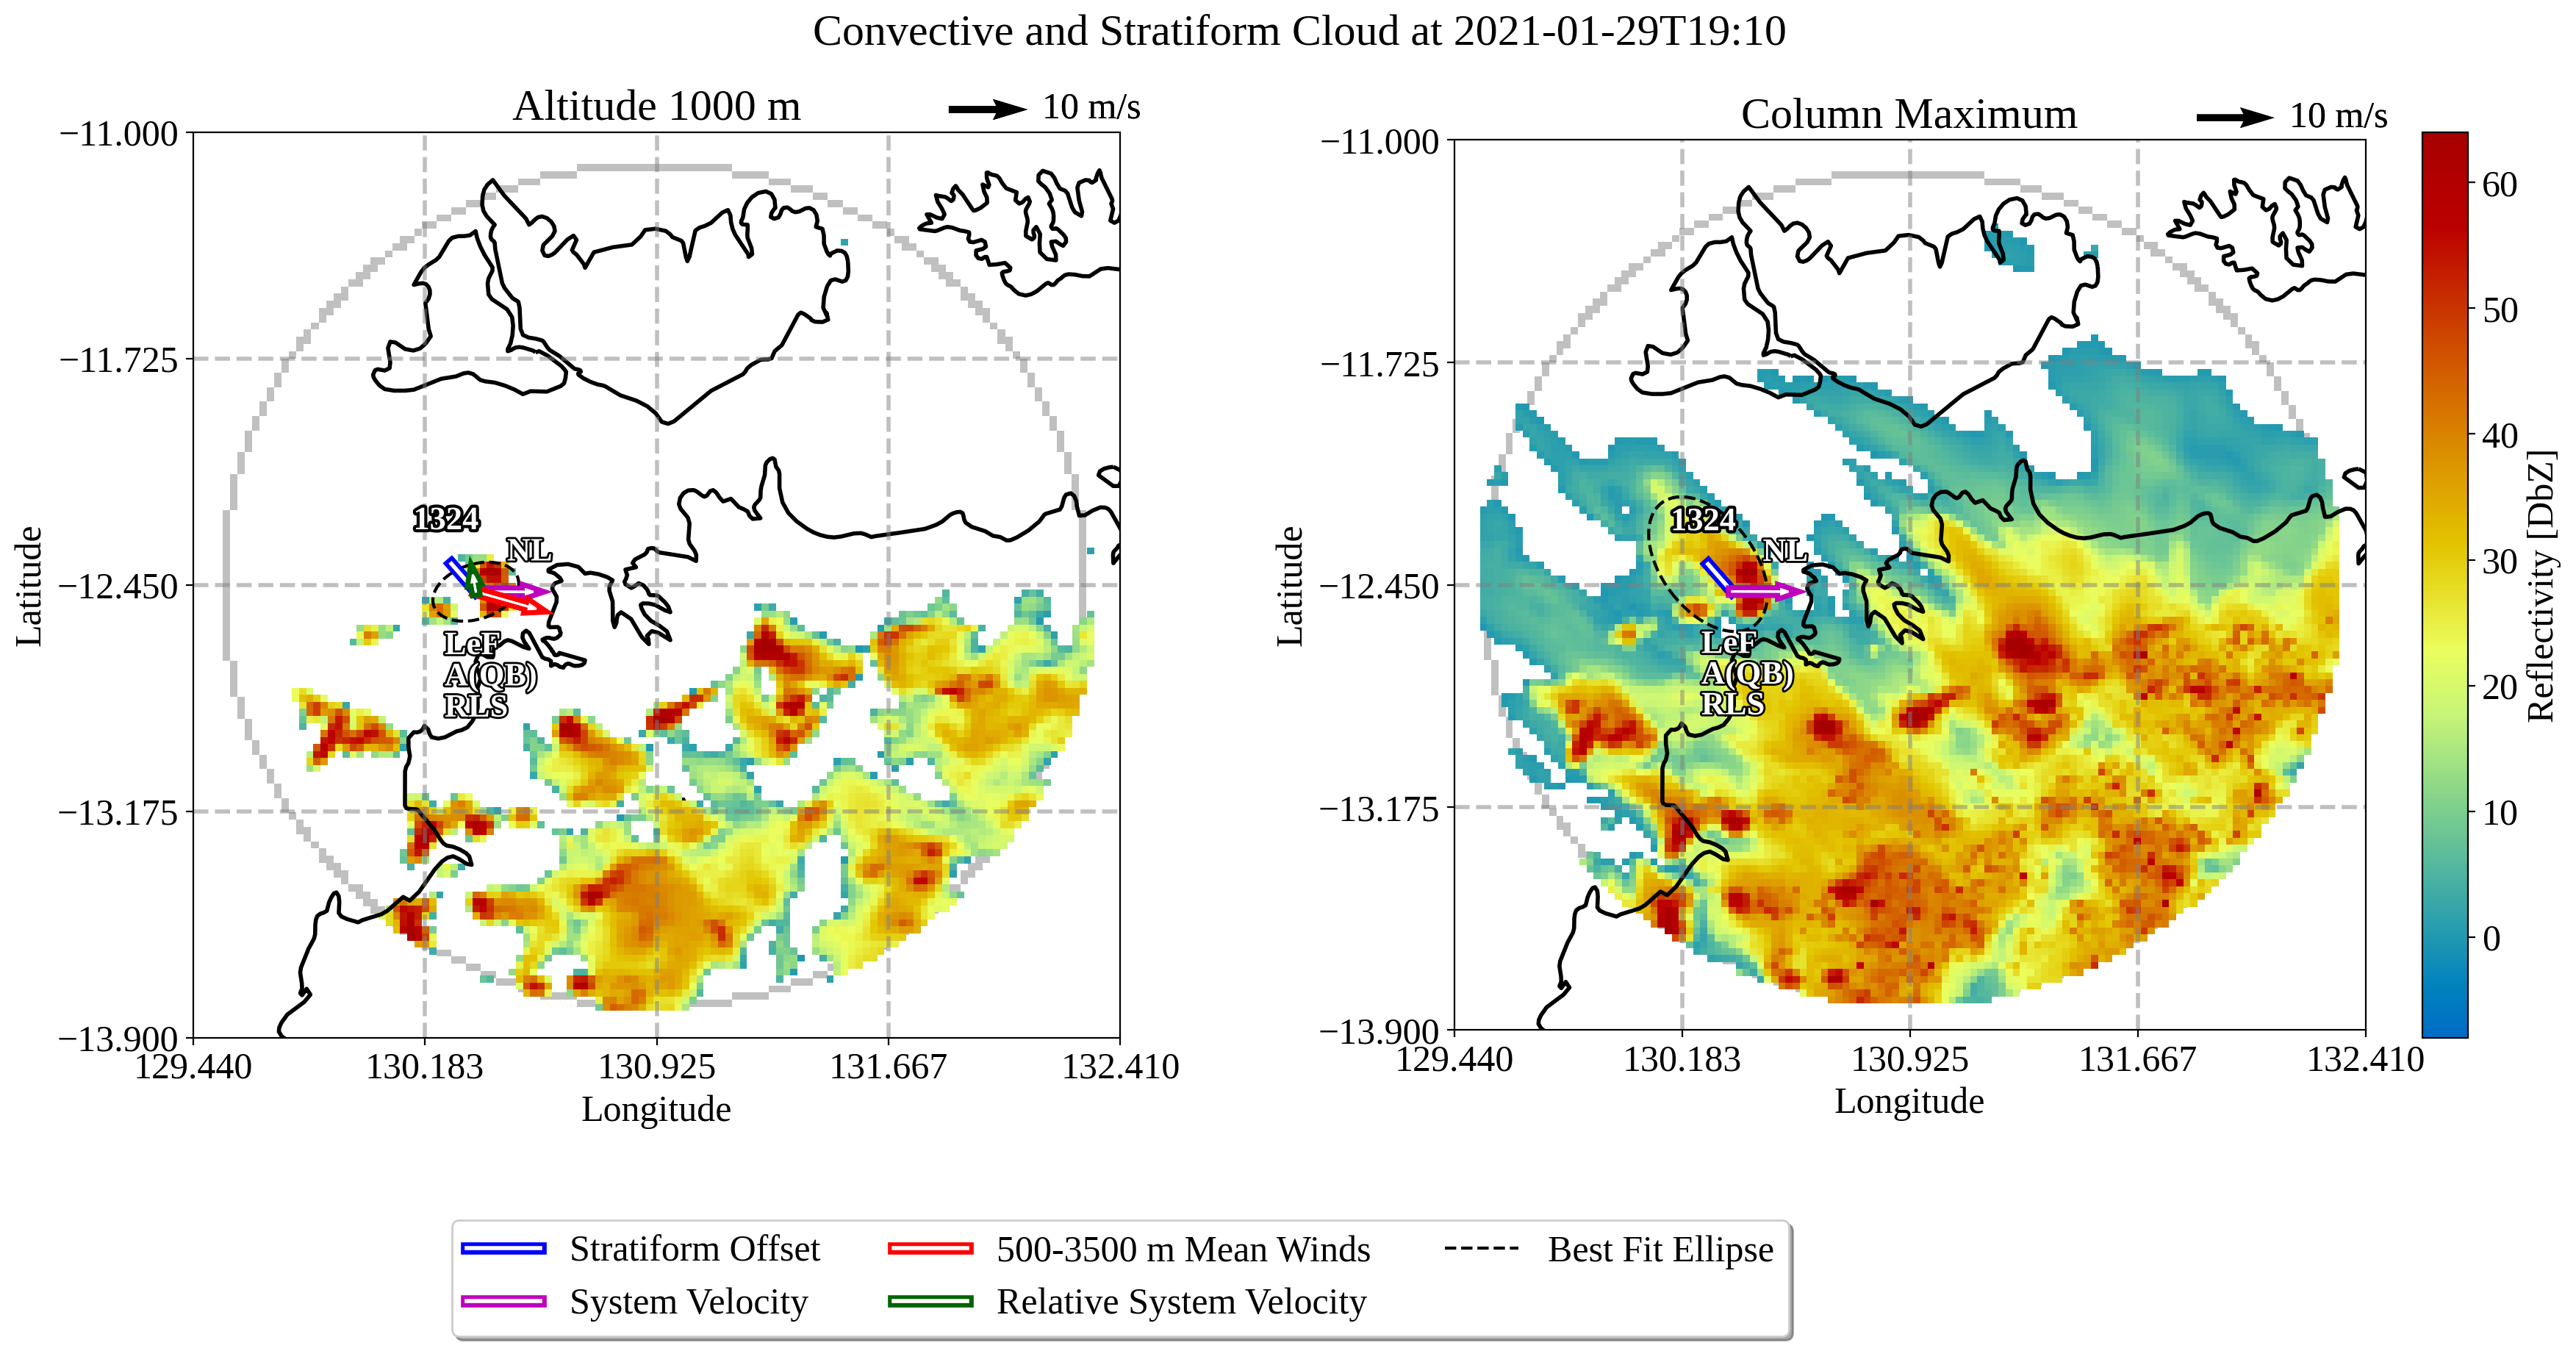 Convective and Stratiform Cloud at 2021-01-29T19:10
Altitude 1000 m
10 m/s
−11.000
−11.725
−12.450
−13.175
−13.900
129.440
130.183
130.925
131.667
132.410
Latitude
Longitude
1324
NL
LeF
A(QB)
RLS
Column Maximum
10 m/s
−11.000
−11.725
−12.450
−13.175
−13.900
129.440
130.183
130.925
131.667
132.410
Latitude
Longitude
1324
NL
LeF
A(QB)
RLS
60
50
40
30
20
10
0
Reflectivity [DbZ]
Stratiform Offset
500-3500 m Mean Winds
Best Fit Ellipse
System Velocity
Relative System Velocity